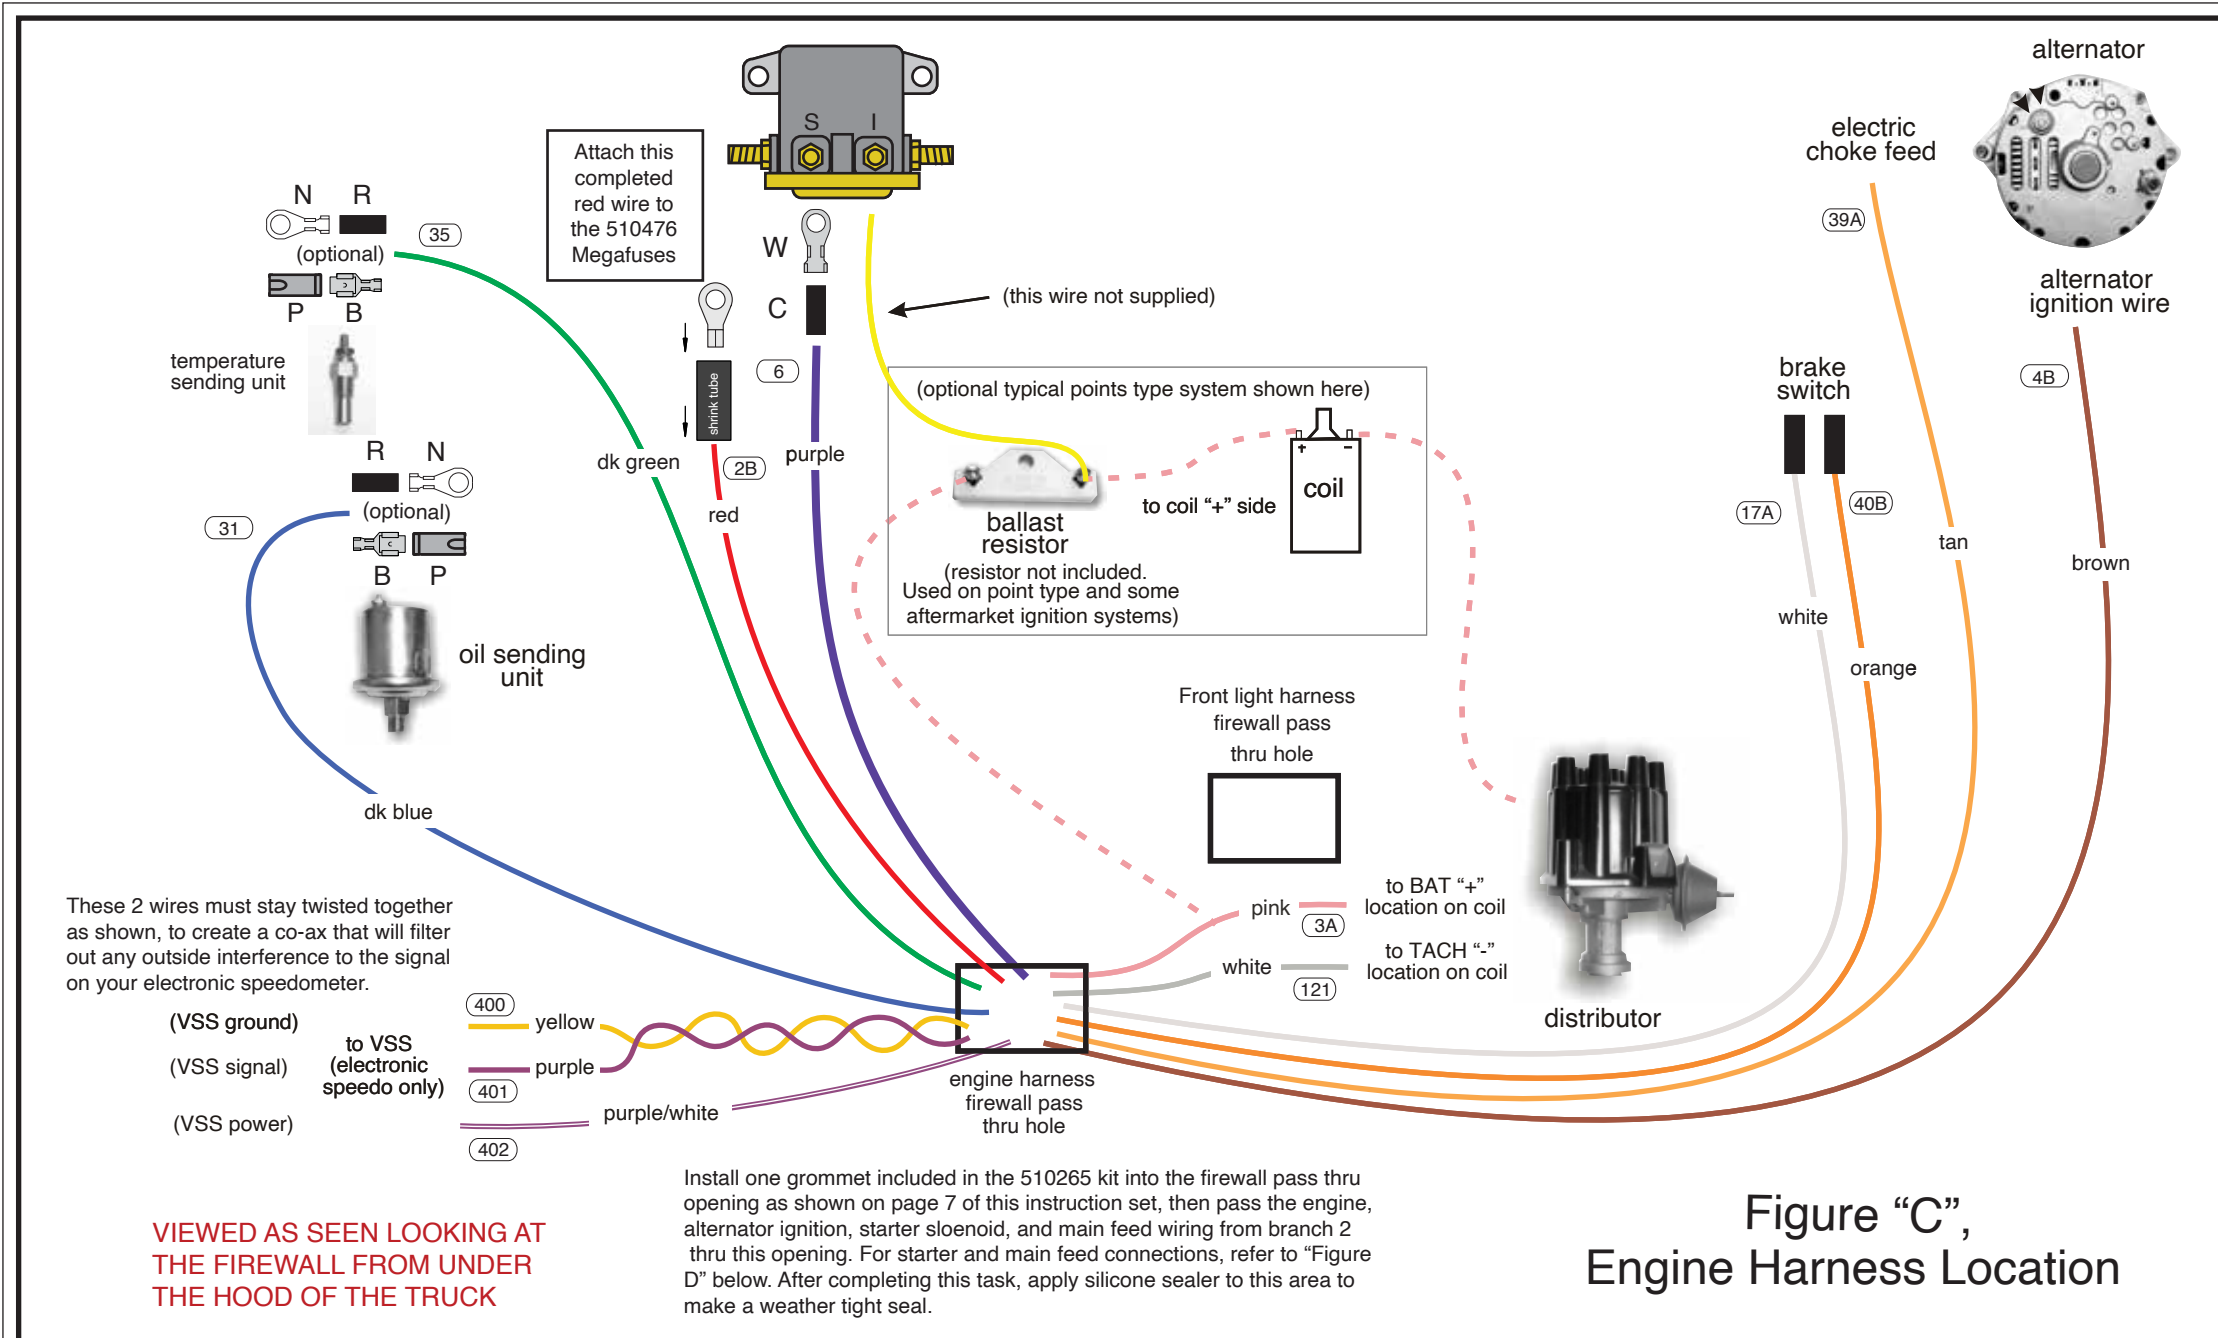 alternator
S I
electric
choke feed
Attach this
completed
red wire to
the 510476
Megafuses
N R
35
(optional)
39A
W
P B
C
(this wire not supplied)
alternator
ignition wire
temperature
sending unit
6
shrink tube
(optional typical points type system shown here)
brake
switch
4B
R N
dk green
2B
purple
+ -
coil
to coil “+” side
17A
40B
(optional)
31
red
ballast
resistor
tan
brown
B P
(resistor not included.
Used on point type and some
aftermarket ignition systems)
white
oil sending
unit
orange
Front light harness
firewall pass
thru hole
dk blue
These 2 wires must stay twisted together
as shown, to create a co-ax that will filter
out any outside interference to the signal
on your electronic speedometer.
pink
3A
to BAT “+”
location on coil
white
121
to TACH “-”
location on coil
distributor
400
(VSS ground)
yellow
to VSS
(electronic
speedo only)
(VSS signal)
purple
401
(VSS power)
purple/white
402
engine harness
firewall pass
thru hole
Install one grommet included in the 510265 kit into the firewall pass thru
opening as shown on page 7 of this instruction set, then pass the engine,
alternator ignition, starter sloenoid, and main feed wiring from branch 2
thru this opening. For starter and main feed connections, refer to “Figure
D” below. After completing this task, apply silicone sealer to this area to
make a weather tight seal.
VIEWED AS SEEN LOOKING AT
THE FIREWALL FROM UNDER
THE HOOD OF THE TRUCK
Figure “C”,
Engine Harness Location